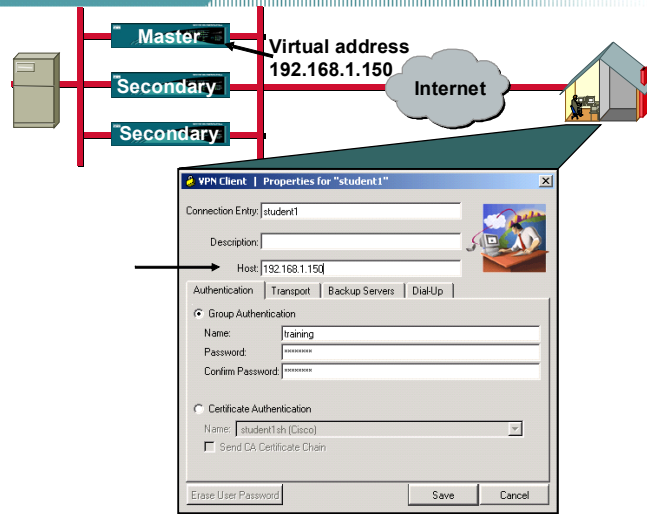 Master
Virtual address
192.168.1.150
Secondary
Internet
Secondary
VPN Client | Properties for "student1"
Connection Entry: student1
Description:
Host: 192.168.1.150
Authentication Transport Backup Servers Dial-Up
Group Authentication
Name: training
Password: ********
Confirm Password: ********
Certificate Authentication
Name: student1sh (Cisco)
Send CA Certificate Chain
Erase User Password Save Cancel